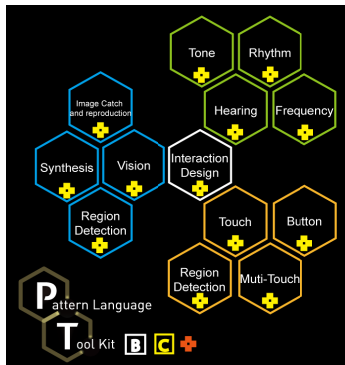 Tone
Rhythm
Image Catch
and reproduction
Hearing
Frequency
Synthesis
Vision
Interaction
Design
Region
Detection
Touch
Button
Region
Detection
Muti-Touch
Pattern Language
Tool Kit
B
C